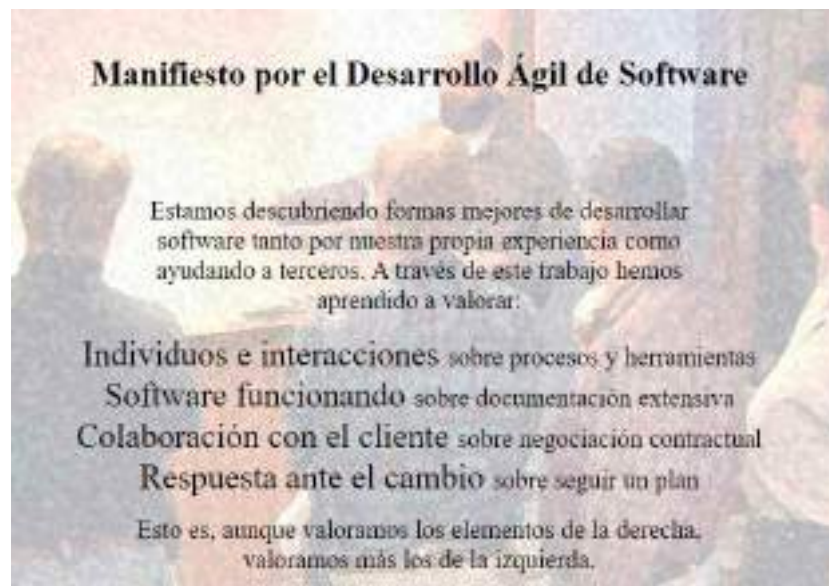 Manifiesto por el Desarrollo Ágil de Software
Estamos descubriendo formas mejores de desarrollar
software tanto por nuestra propia experiencia como
ayudando a terceros. A través de este trabajo hemos
aprendido a valorar:
Individuos e interacciones sobre procesos y herramientas
Software funcionando sobre documentación extensiva
Colaboración con el cliente sobre negociación contractual
Respuesta ante el cambio sobre seguir un plan
Esto es, aunque valoramos los elementos de la derecha,
valoramos más los de la izquierda.